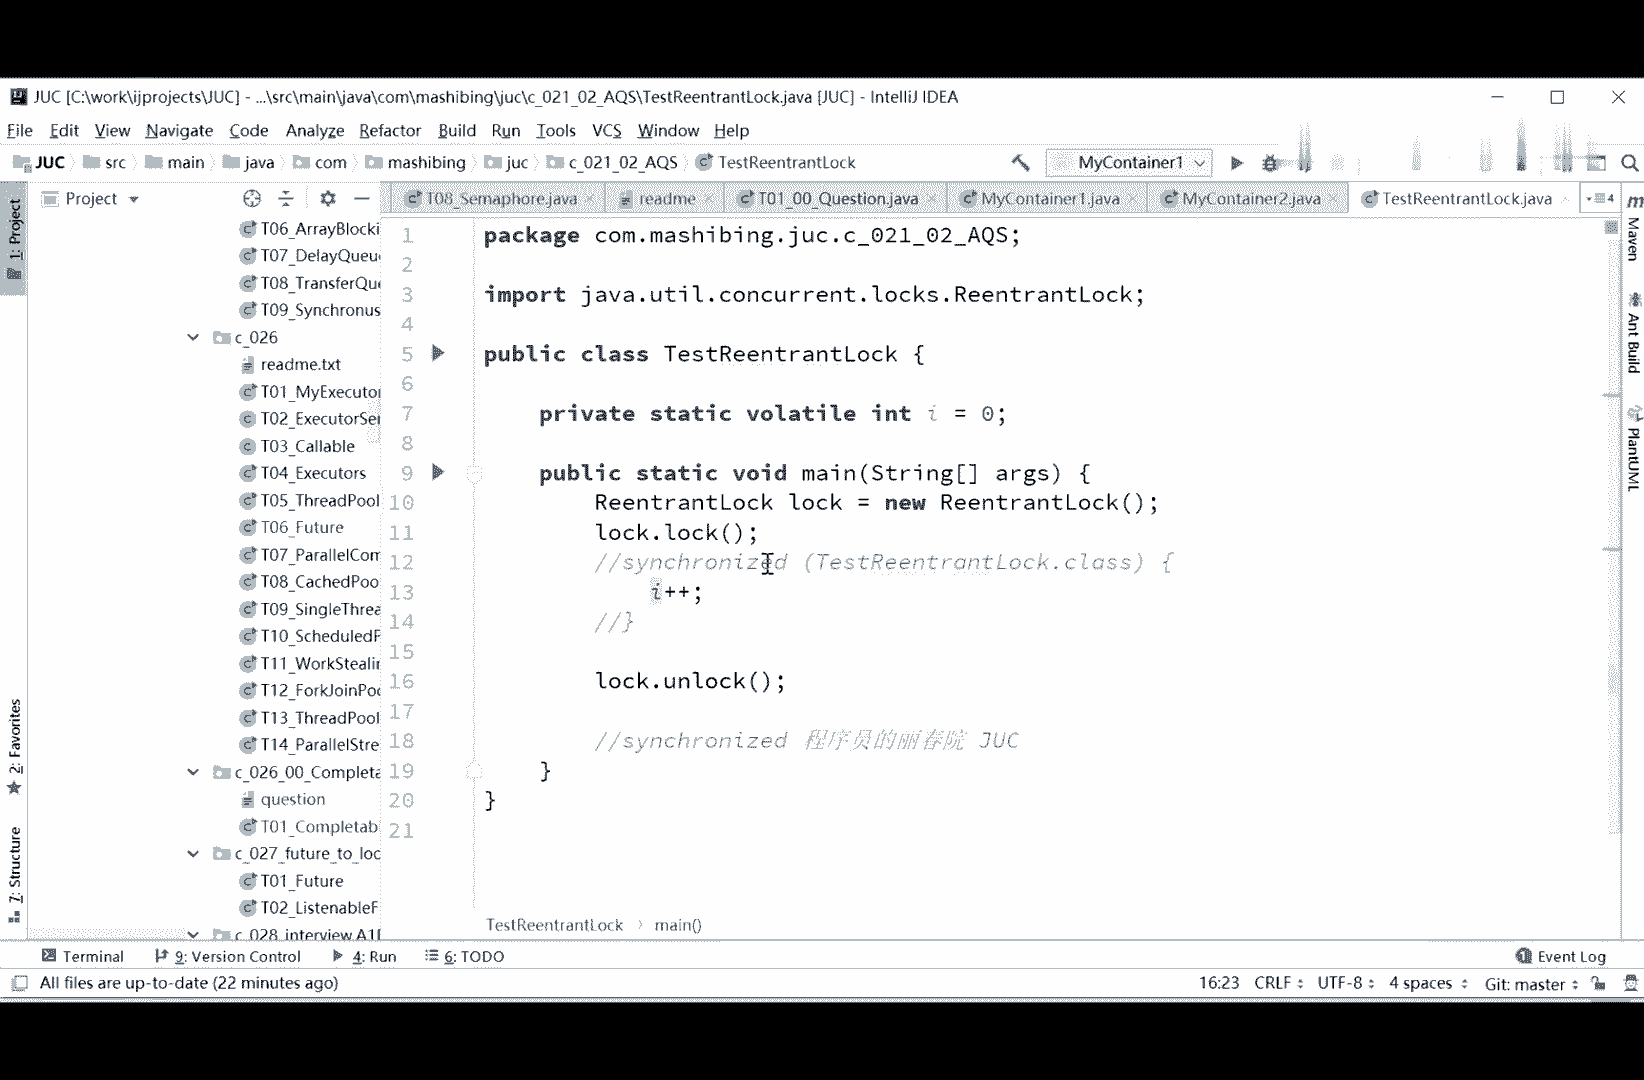 JUC [C:\work\ijprojects\JUC] - ...\src\main\java\com\mashibing\juc\c_021_02_AQS\TestReentrantLock.java [JUC] - IntelliJ IDEA
File Edit View Navigate Code Analyze Refactor Build Run Tools VCS Window Help
JUC src main java com mashibing juc c_021_02_AQS TestReentrantLock MyContainer1
Project T08_Semaphore.java readme T01_00_Question.java MyContainer1.java MyContainer2.java TestReentrantLock.java 4
1: Project
2: Favorites
7: Structure
T06_ArrayBlocki
T07_DelayQueu
T08_TransferQu
T09_Synchronus
c_026
readme.txt
T01_MyExecutor
T02_ExecutorSer
T03_Callable
T04_Executors
T05_ThreadPool
T06_Future
T07_ParallelCom
T08_CachedPoo
T09_SingleThrea
T10_ScheduledP
T11_WorkStealin
T12_ForkJoinPoo
T13_ThreadPool
T14_ParallelStre
c_026_00_Completa
question
T01_Completab
c_027_future_to_loc
T01_Future
T02_ListenableF
c_028_interview A1
1 package com.mashibing.juc.c_021_02_AQS;
2
3 import java.util.concurrent.locks.ReentrantLock;
4
5 public class TestReentrantLock {
6
7 private static volatile int i = 0;
8
9 public static void main(String[] args) {
10 ReentrantLock lock = new ReentrantLock();
11 lock.lock();
12 //synchronized (TestReentrantLock.class) {
13 i++;
14 //}
15
16 lock.unlock();
17
18 //synchronized 程序员的丽春院 JUC
19 }
20 }
21
TestReentrantLock › main()
m Maven
Ant Build
PlantUML
Terminal 9: Version Control 4: Run 6: TODO 1 Event Log
All files are up-to-date (22 minutes ago) 16:23 CRLF UTF-8 4 spaces Git: master